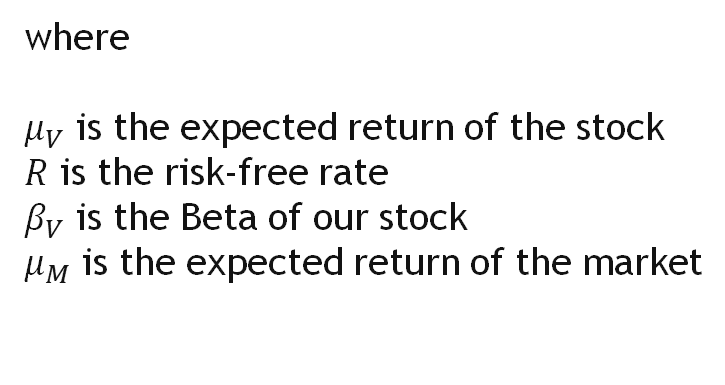 where
μ_V is the expected return of the stock
R is the risk-free rate
β_V is the Beta of our stock
μ_M is the expected return of the market